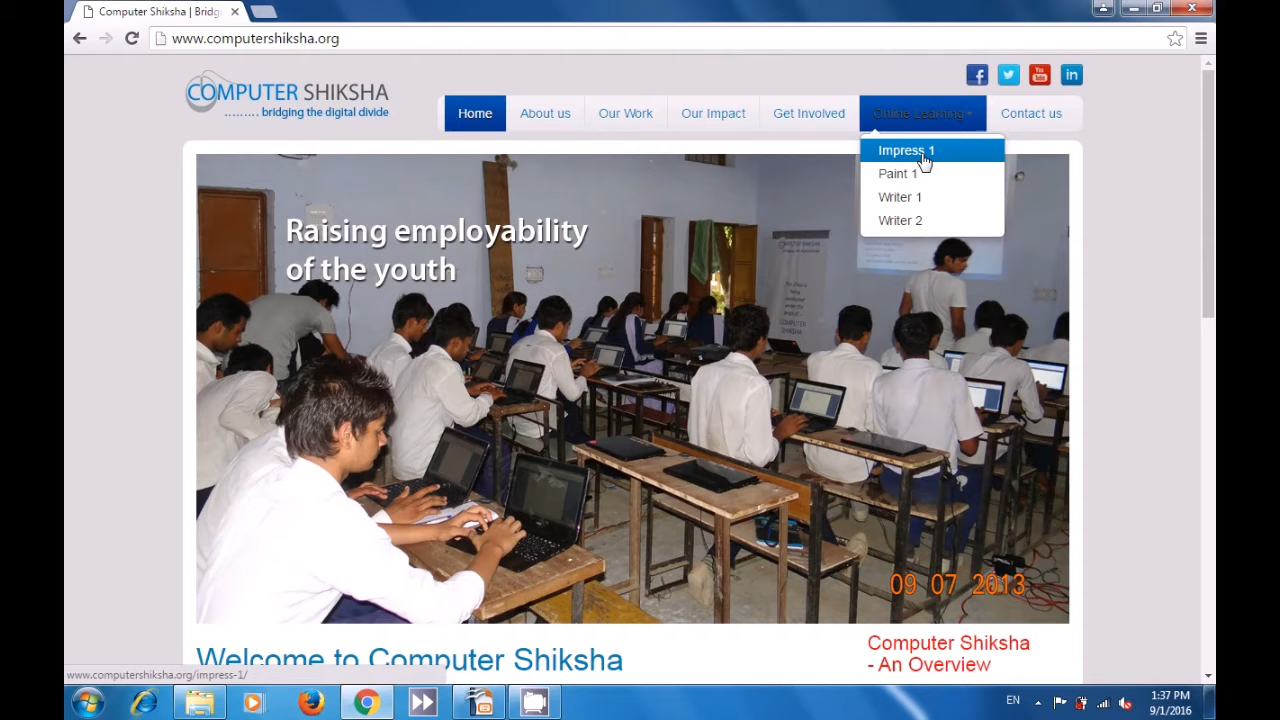 Computer Shiksha | Bridg
www.computershiksha.org
COMPUTER SHIKSHA
......... bridging the digital divide
Home
About us
Our Work
Our Impact
Get Involved
Online Learning
Contact us
Impress 1
Paint 1
Writer 1
Writer 2
Raising employability
of the youth
09 07 2013
Welcome to Computer Shiksha
Computer Shiksha
- An Overview
www.computershiksha.org/impress-1/
EN
1:37 PM
9/1/2016